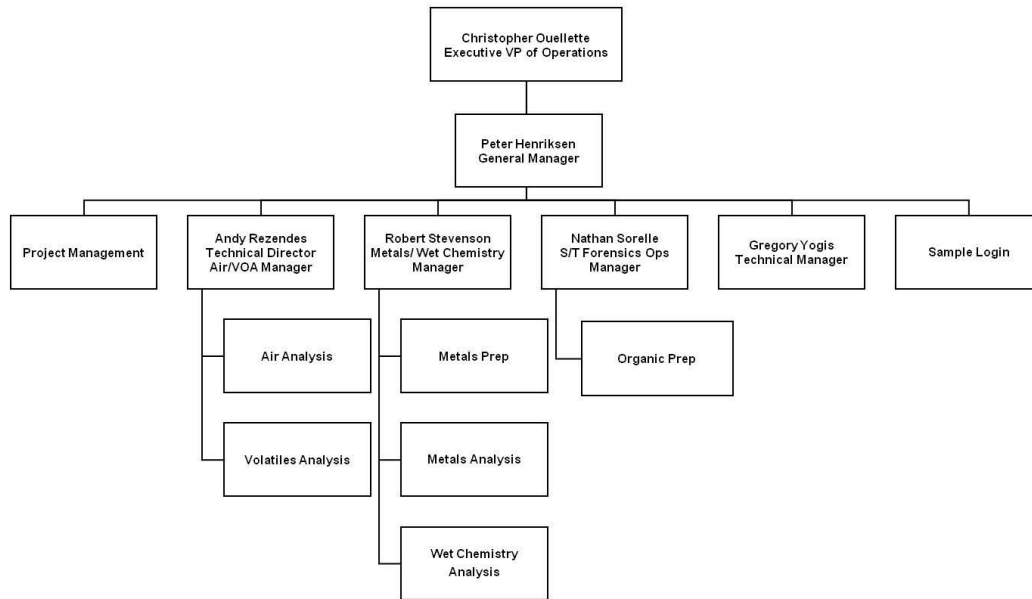 Christopher Ouellette
Executive VP of Operations
Peter Henriksen
General Manager
Project Management
Andy Rezendes
Technical Director
Air/VOA Manager
Robert Stevenson
Metals/ Wet Chemistry
Manager
Nathan Sorelle
S/T Forensics Ops
Manager
Gregory Yogis
Technical Manager
Sample Login
Air Analysis
Metals Prep
Organic Prep
Volatiles Analysis
Metals Analysis
Wet Chemistry
Analysis